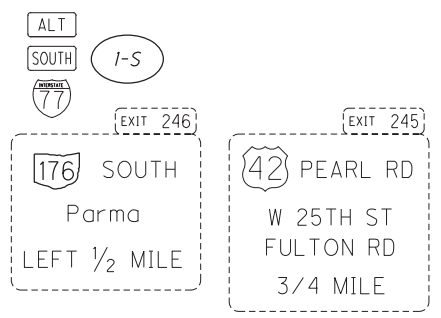 ALT
SOUTH
1-S
INTERSTATE
77
EXIT 246
176 SOUTH
Parma
LEFT ½ MILE
EXIT 245
42 PEARL RD
W 25TH ST
FULTON RD
3/4 MILE